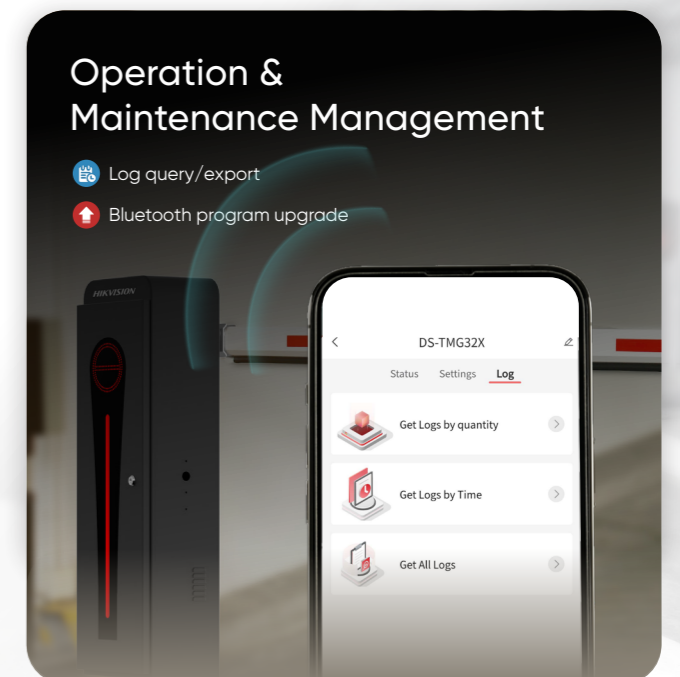 Operation &
Maintenance Management
Log query/export
Bluetooth program upgrade
HIKVISION
DS-TMG32X
Status Settings Log
Get Logs by quantity
Get Logs by Time
Get All Logs